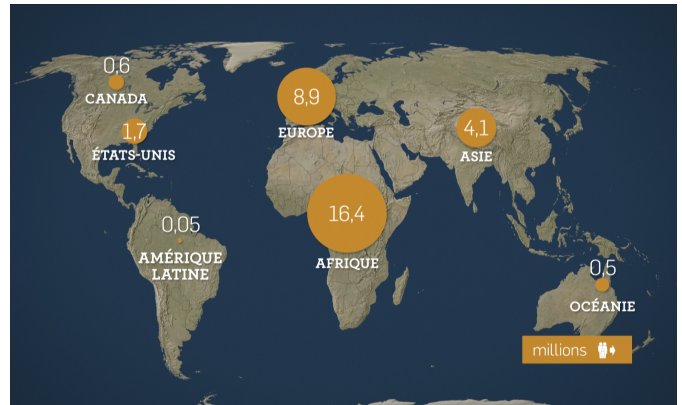 0,6
CANADA
1,7
ÉTATS-UNIS
8,9
EUROPE
4,1
ASIE
0,05
AMÉRIQUE
LATINE
16,4
AFRIQUE
0,5
OCÉANIE
millions